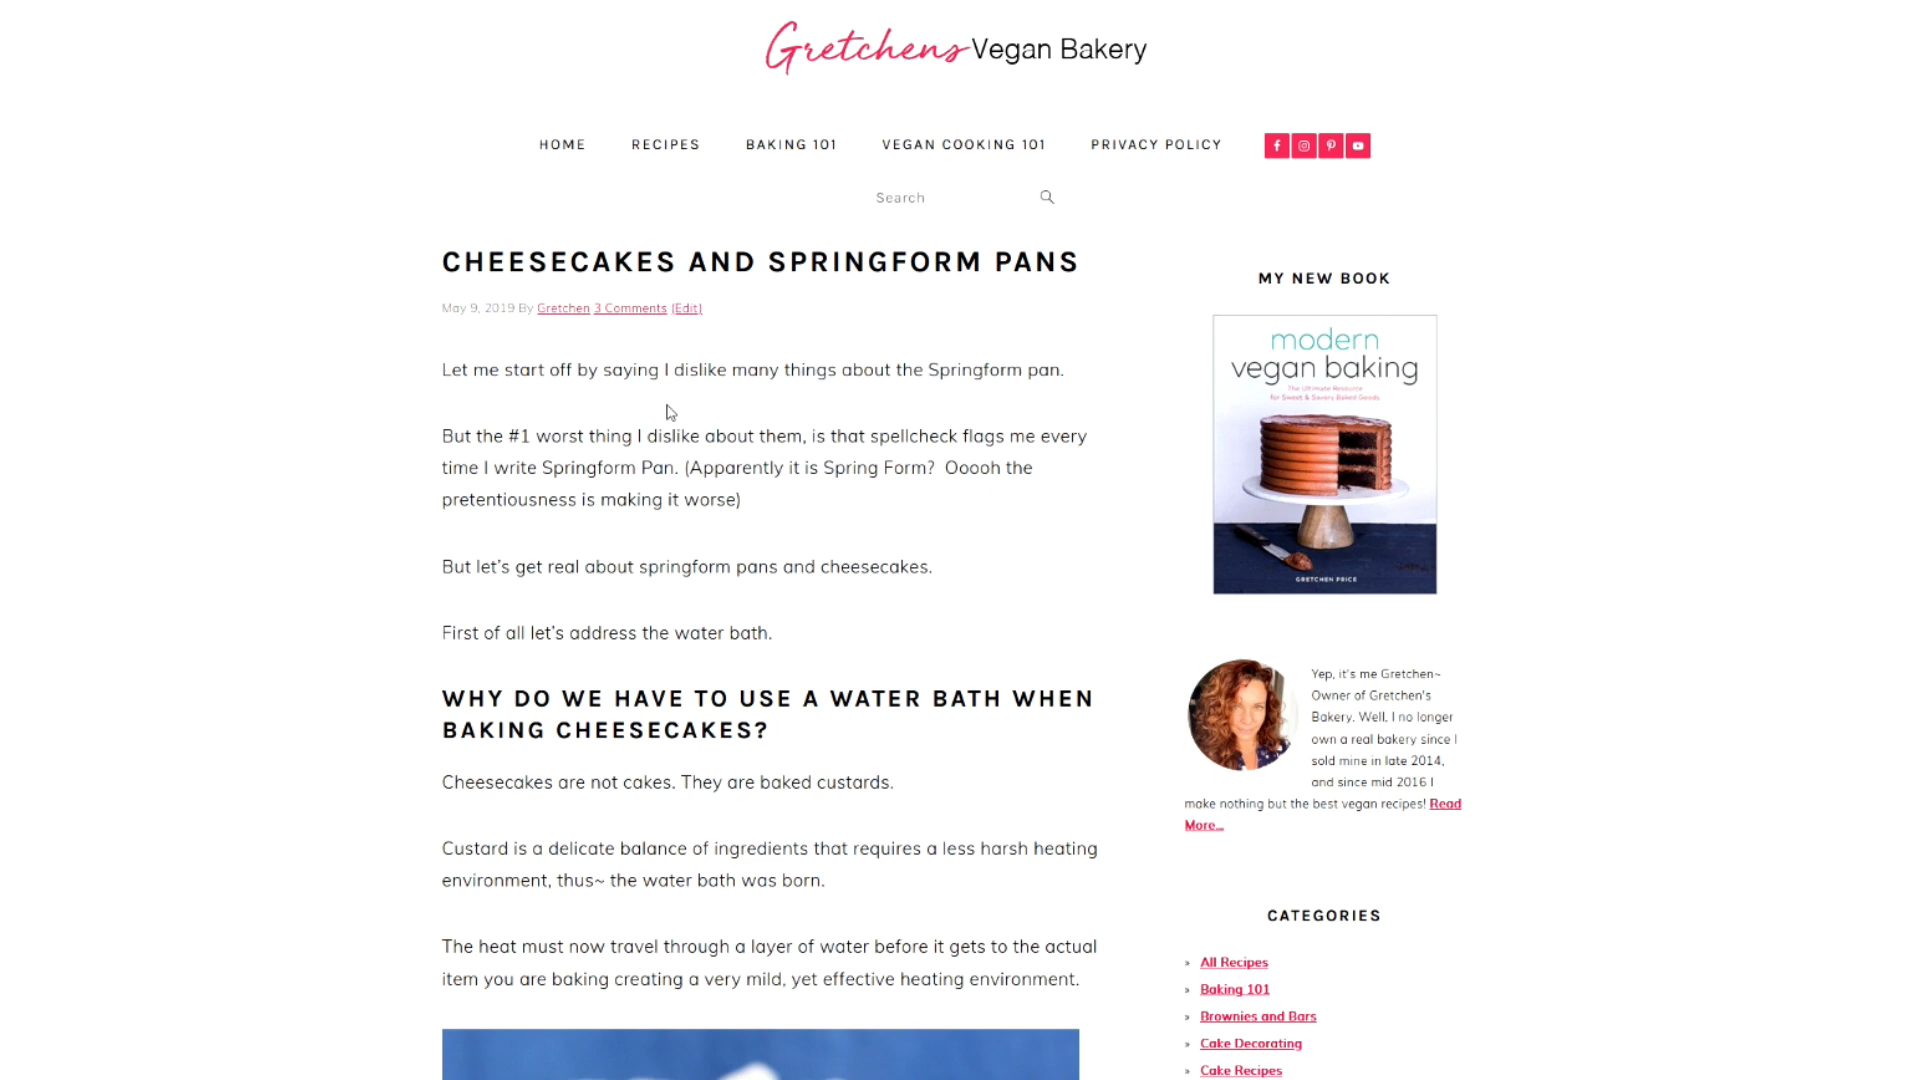 Gretchens Vegan Bakery
HOME RECIPES BAKING 101 VEGAN COOKING 101 PRIVACY POLICY
Search
CHEESECAKES AND SPRINGFORM PANS
May 9, 2019 By Gretchen 3 Comments (Edit)
Let me start off by saying I dislike many things about the Springform pan.
But the #1 worst thing I dislike about them, is that spellcheck flags me every
time I write Springform Pan. (Apparently it is Spring Form? Ooooh the
pretentiousness is making it worse)
But let's get real about springform pans and cheesecakes.
First of all let's address the water bath.
WHY DO WE HAVE TO USE A WATER BATH WHEN
BAKING CHEESECAKES?
Cheesecakes are not cakes. They are baked custards.
Custard is a delicate balance of ingredients that requires a less harsh heating
environment, thus~ the water bath was born.
The heat must now travel through a layer of water before it gets to the actual
item you are baking creating a very mild, yet effective heating environment.
MY NEW BOOK
modern
vegan baking
The Ultimate Resource
for Sweet & Savory Baked Goods
GRETCHEN PRICE
Yep, it's me Gretchen~
Owner of Gretchen's
Bakery. Well, I no longer
own a real bakery since I
sold mine in late 2014,
and since mid 2016 I
make nothing but the best vegan recipes! Read
More...
CATEGORIES
» All Recipes
» Baking 101
» Brownies and Bars
» Cake Decorating
» Cake Recipes